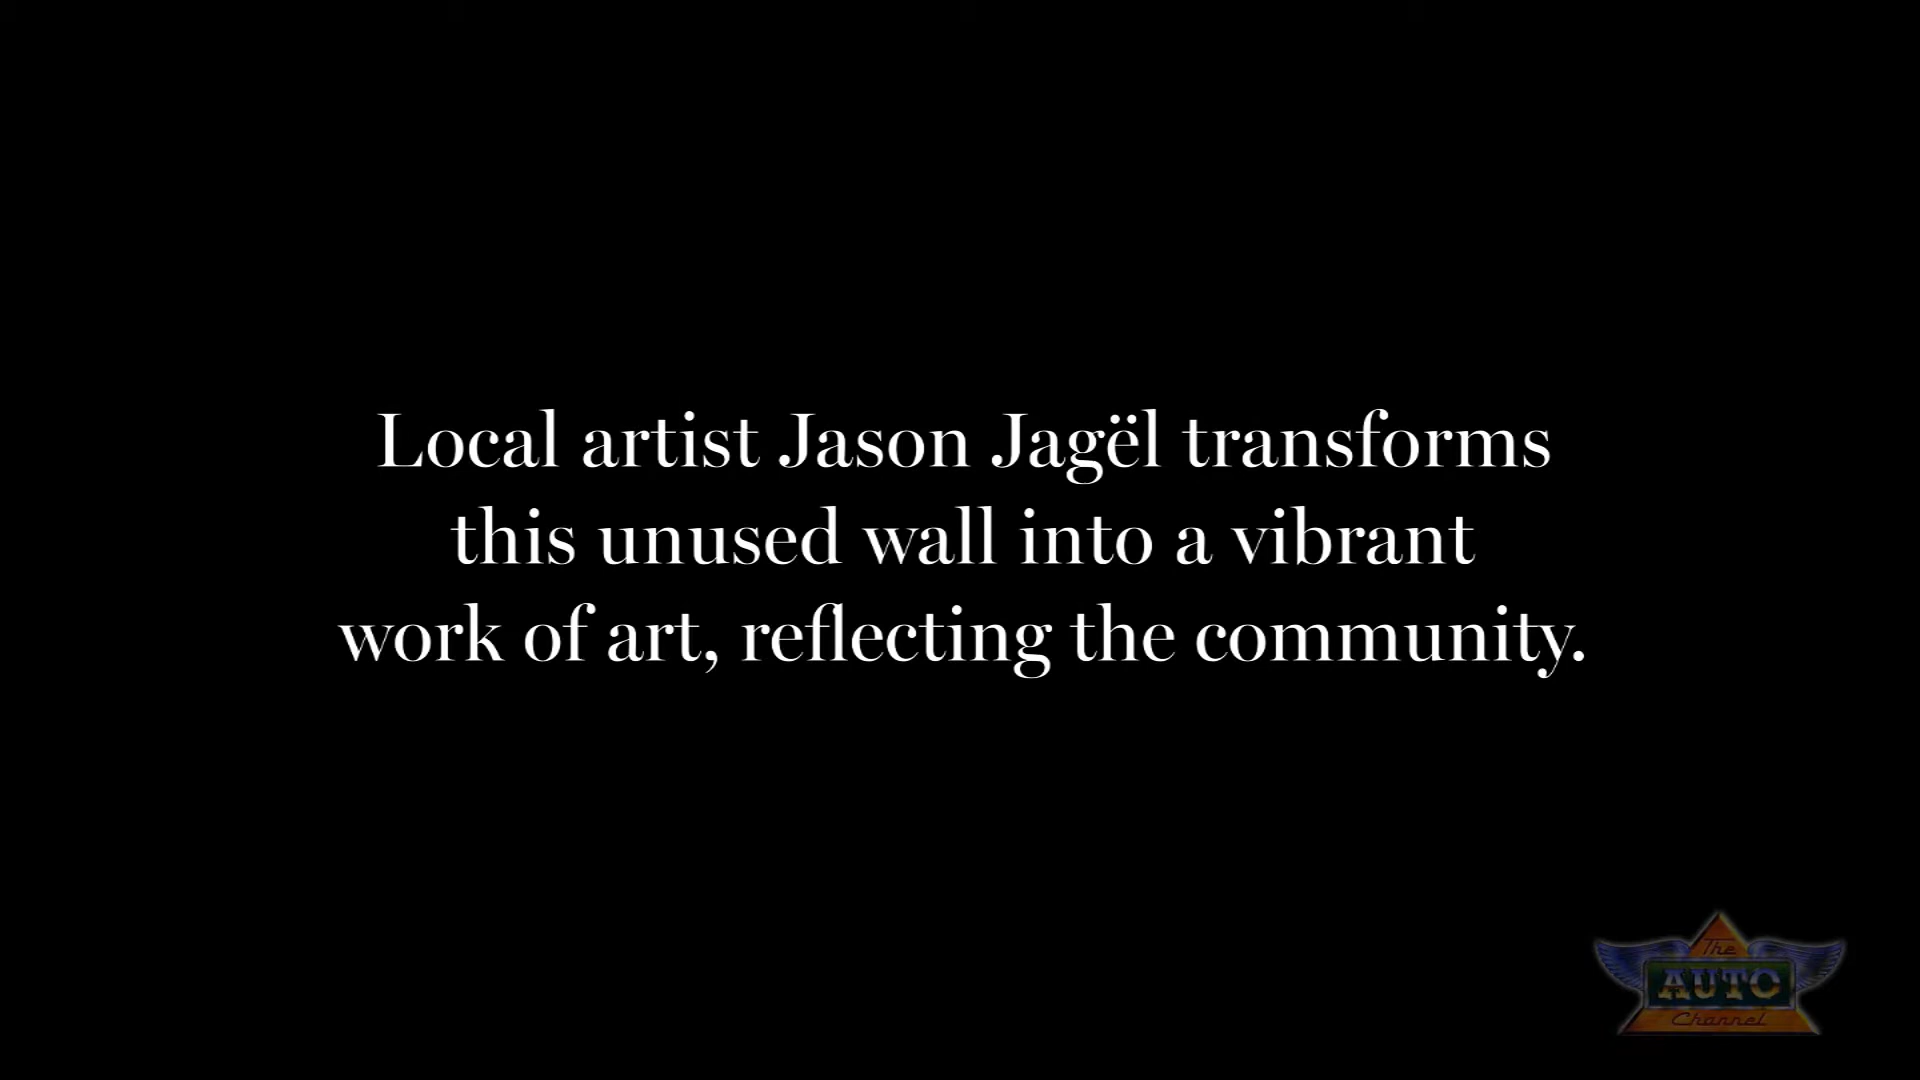 Local artist Jason Jagël transforms
this unused wall into a vibrant
work of art, reflecting the community.
The
AUTO
Channel